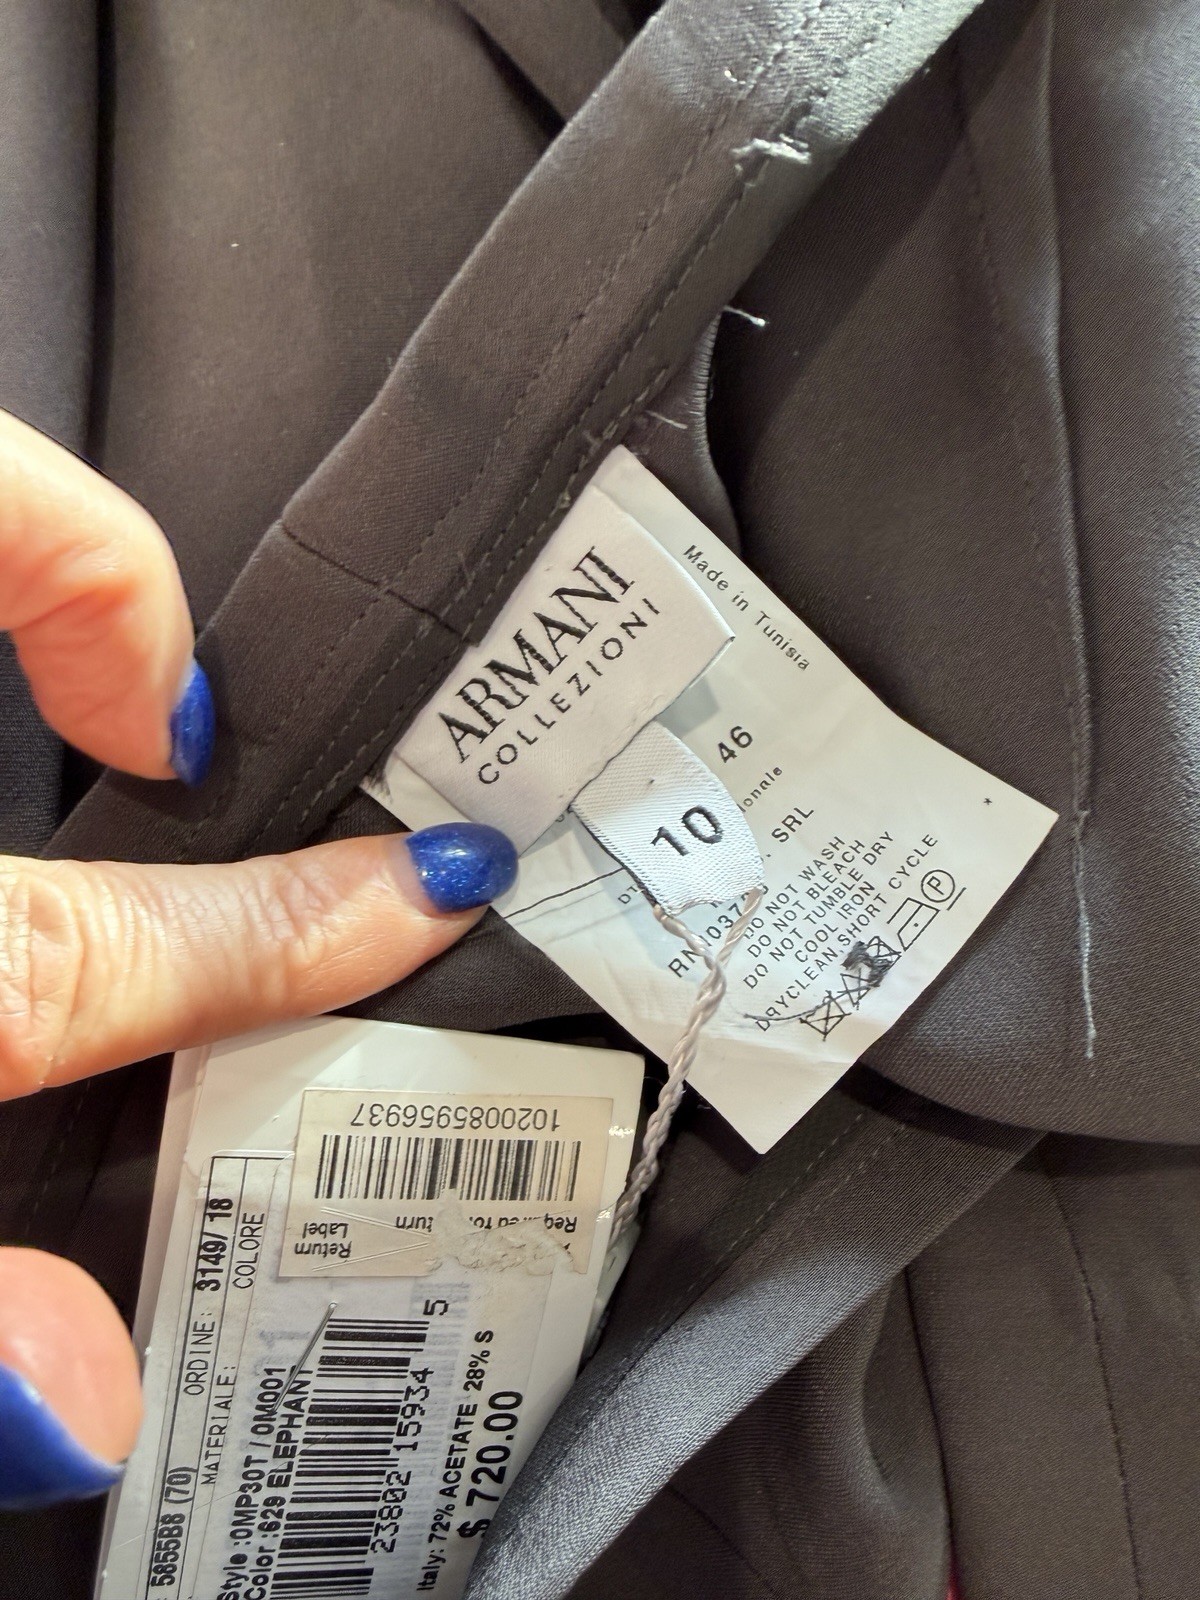 ARMANI
COLLEZIONI
Made in Tunisia
46
10
SRL
DO NOT WASH
DO NOT BLEACH
DO NOT TUMBLE DRY
COOL IRON
DRYCLEAN,SHORT CYCLE
P
1020085956937
Return
Label
5855B8 (70)
ORDINE: 3149/ 18
MATERIALE:
COLORE
Style :0MP30T / 0M001
Color :629 ELEPHANT
23802 15934 5
Italy: 72% ACETATE 28% S
$ 720.00